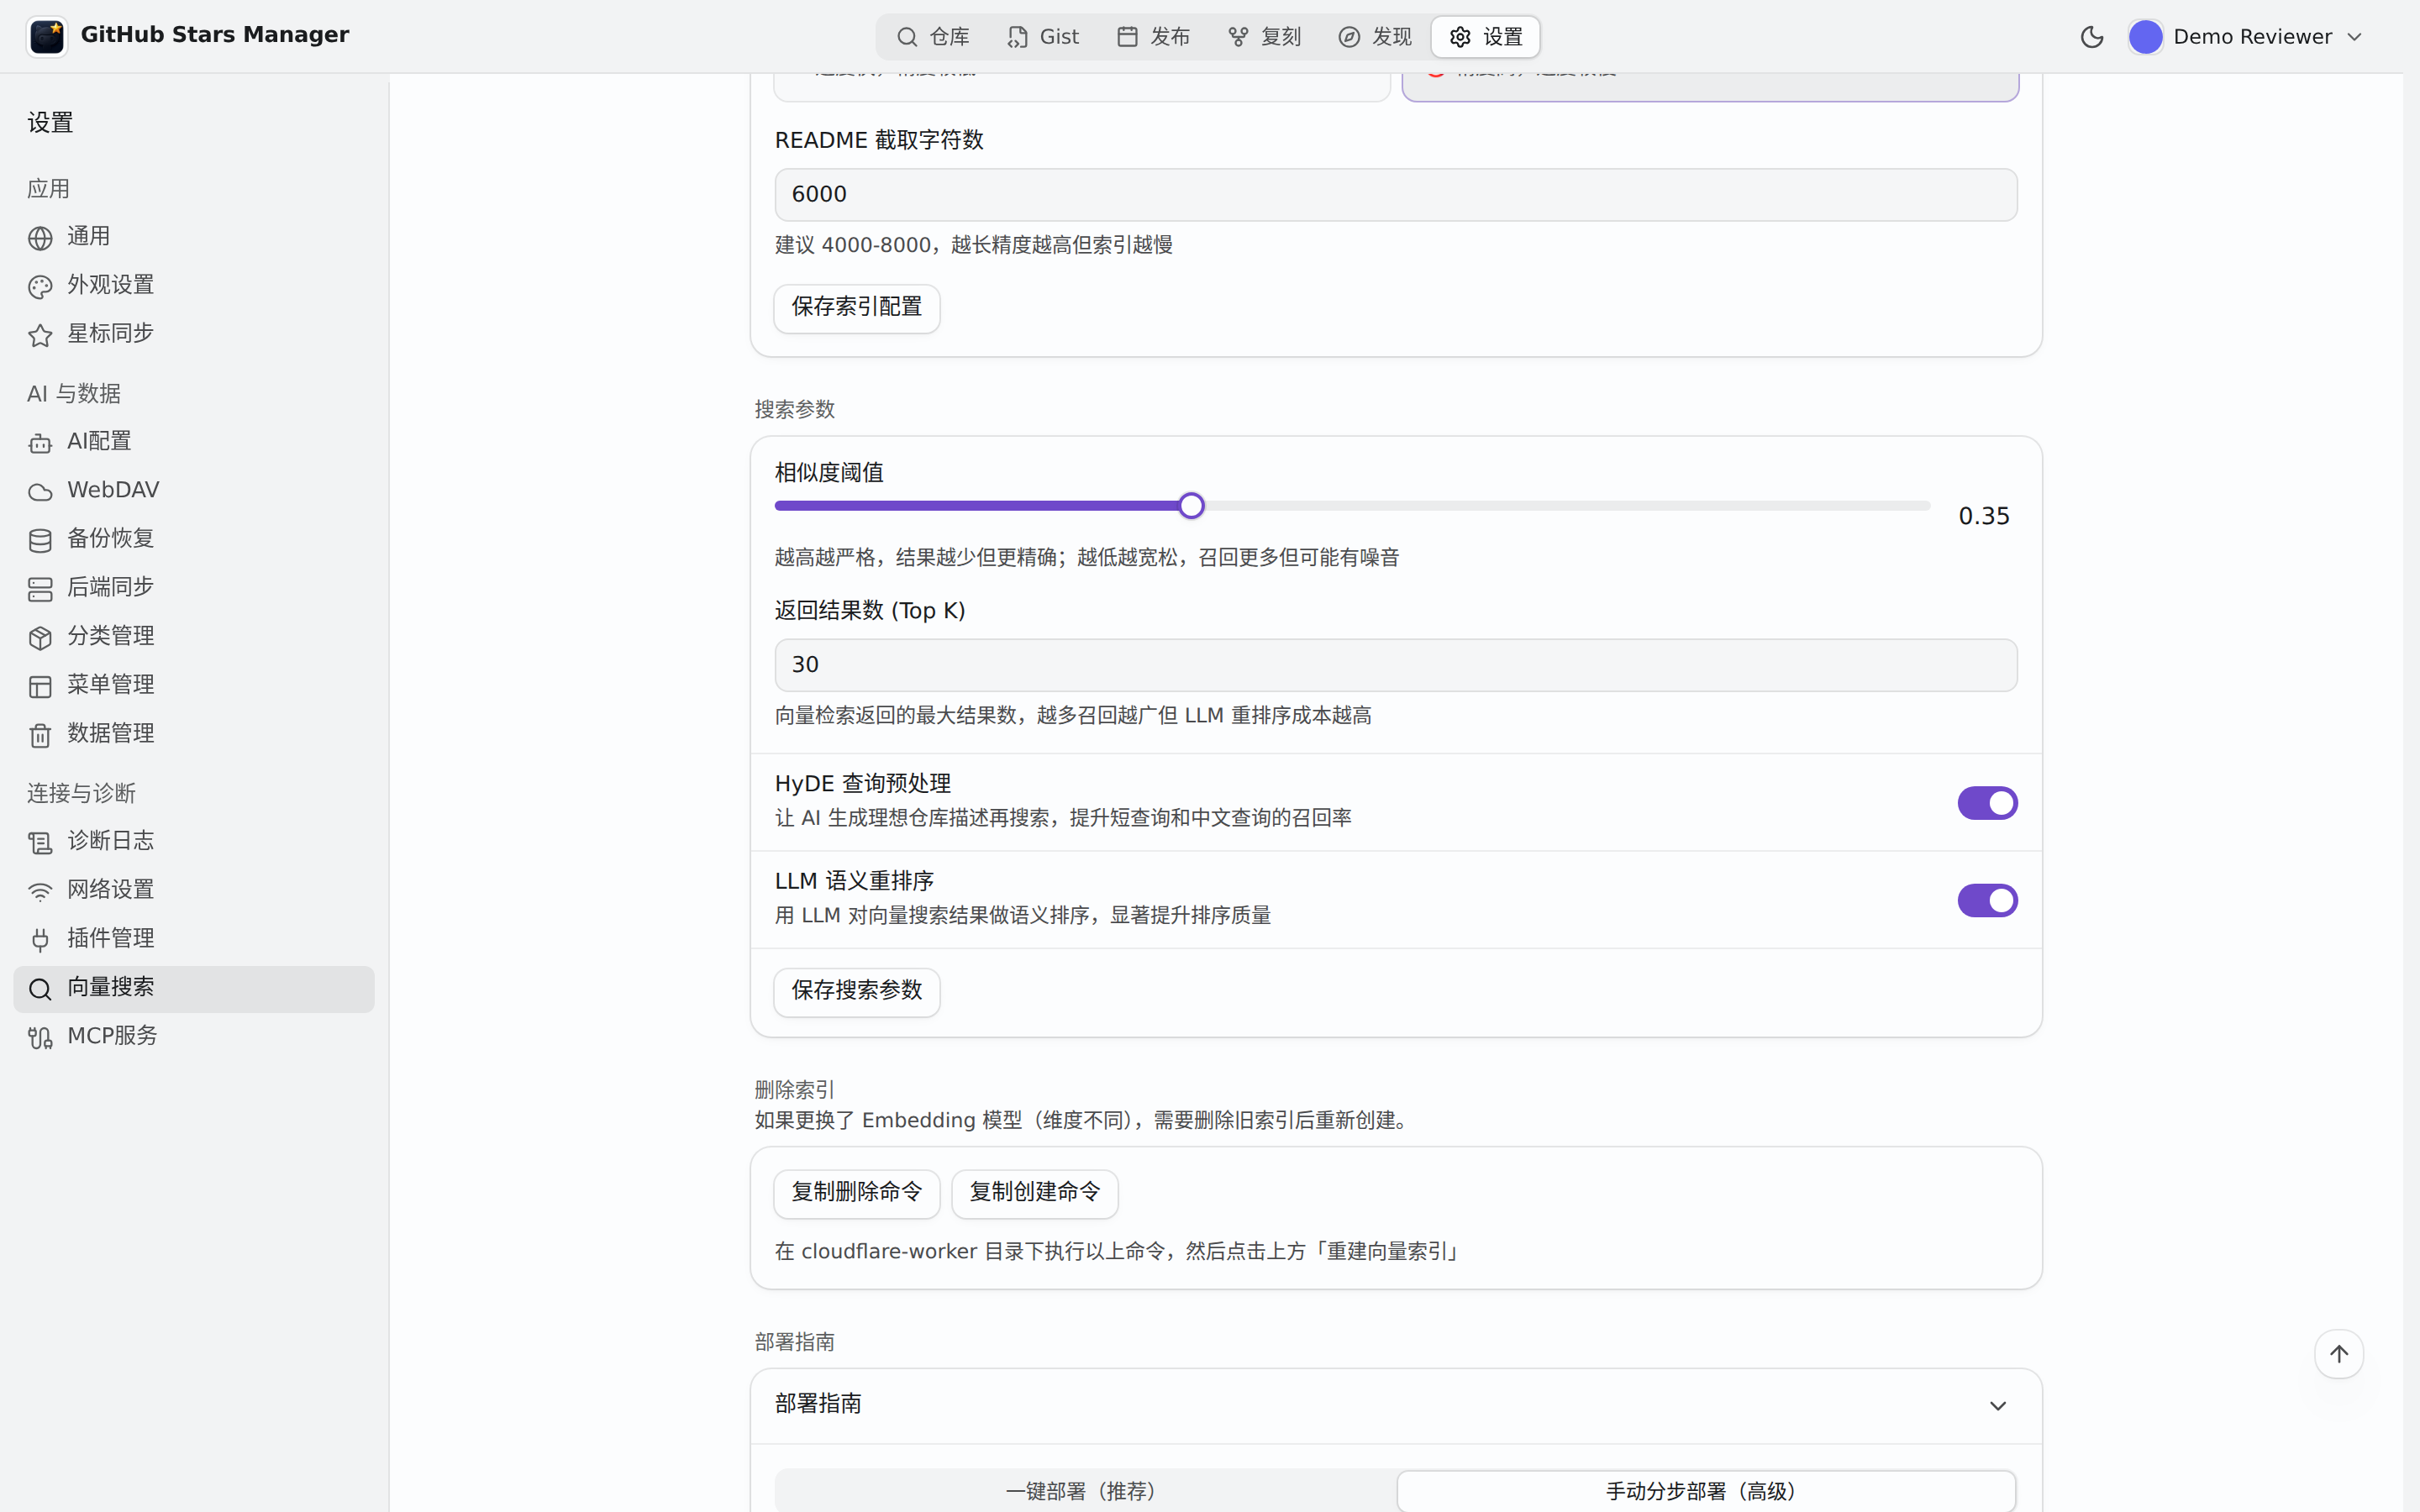 GitHub Stars Manager
仓库
Gist
发布
复刻
发现
设置
Demo Reviewer
设置
应用
通用
外观设置
星标同步
AI 与数据
AI配置
WebDAV
备份恢复
后端同步
分类管理
菜单管理
数据管理
连接与诊断
诊断日志
网络设置
插件管理
向量搜索
MCP服务
README 截取字符数
6000
建议 4000-8000，越长精度越高但索引越慢
保存索引配置
搜索参数
相似度阈值
0.35
越高越严格，结果越少但更精确；越低越宽松，召回更多但可能有噪音
返回结果数 (Top K)
30
向量检索返回的最大结果数，越多召回越广但 LLM 重排序成本越高
HyDE 查询预处理
让 AI 生成理想仓库描述再搜索，提升短查询和中文查询的召回率
LLM 语义重排序
用 LLM 对向量搜索结果做语义排序，显著提升排序质量
保存搜索参数
删除索引
如果更换了 Embedding 模型（维度不同），需要删除旧索引后重新创建。
复制删除命令
复制创建命令
在 cloudflare-worker 目录下执行以上命令，然后点击上方「重建向量索引」
部署指南
部署指南
一键部署（推荐）
手动分步部署（高级）